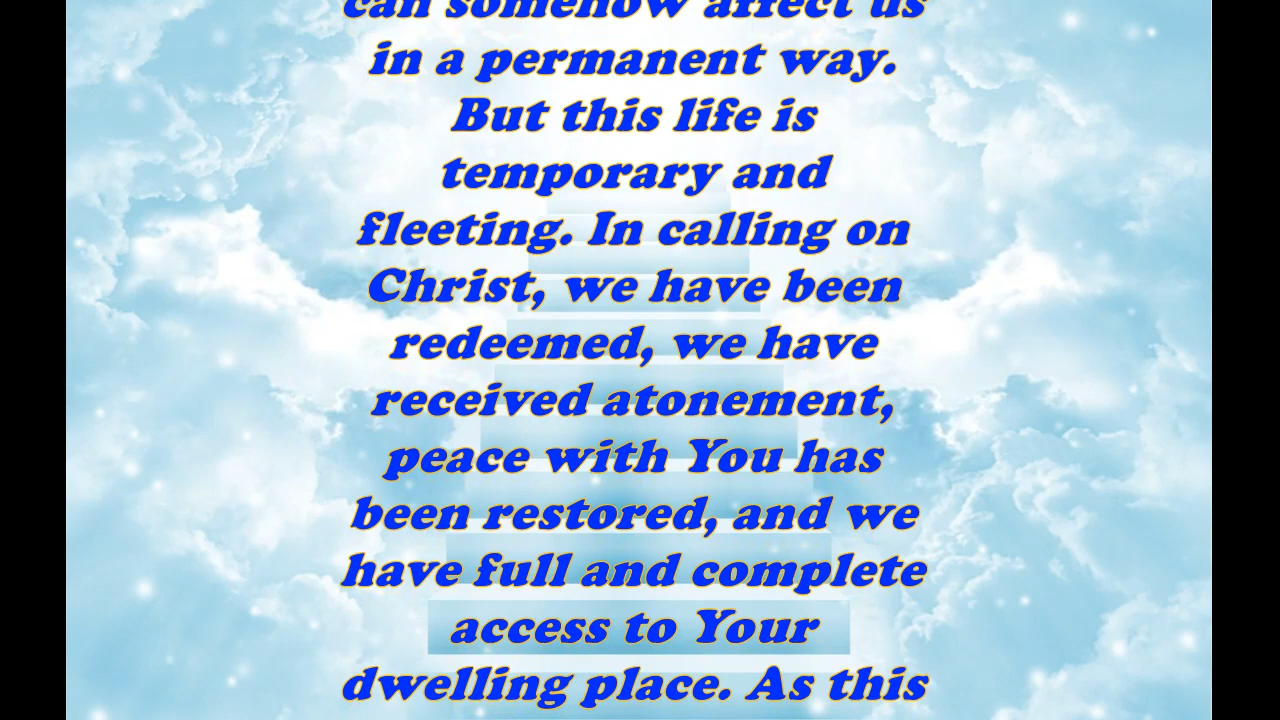 can somehow affect us
in a permanent way.
But this life is
temporary and
fleeting. In calling on
Christ, we have been
redeemed, we have
received atonement,
peace with You has
been restored, and we
have full and complete
access to Your
dwelling place. As this